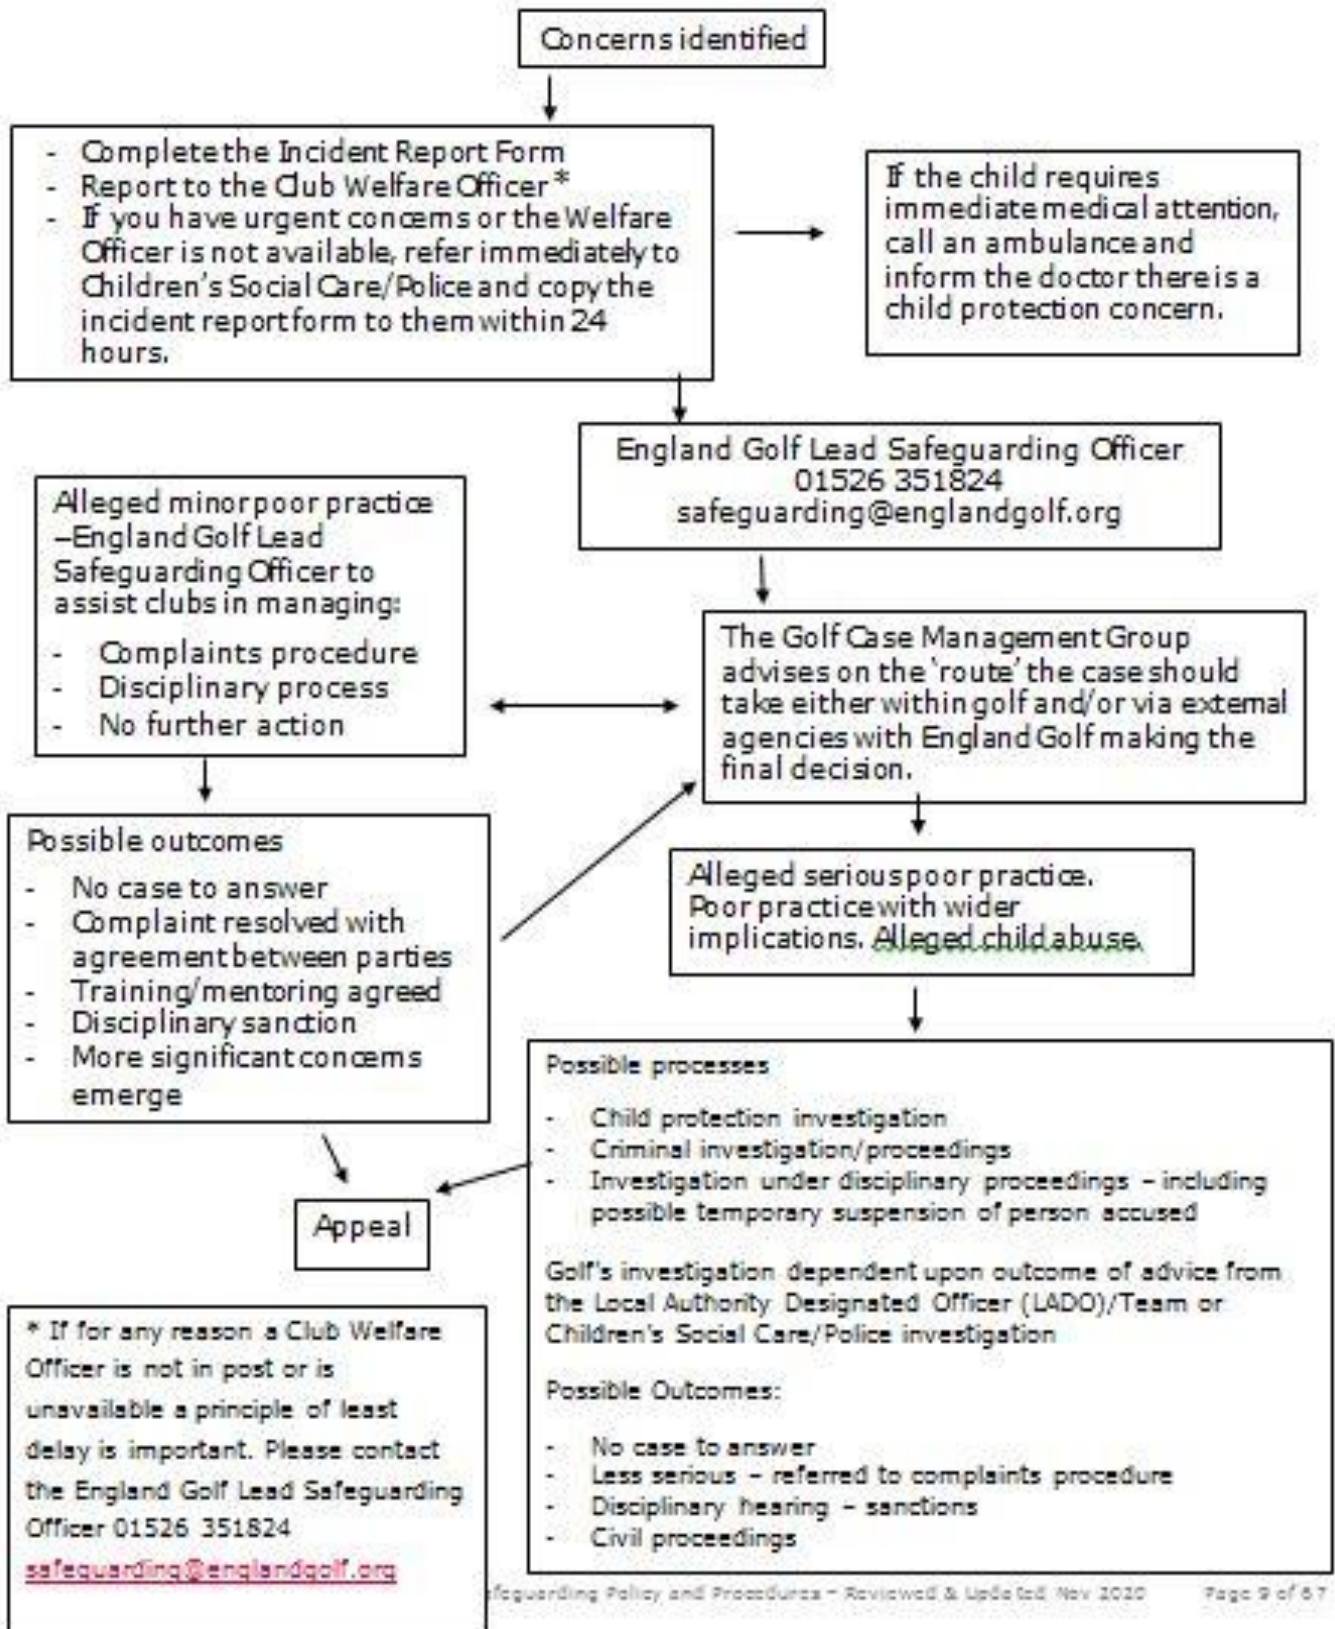 Concerns identified
- Complete the Incident Report Form
- Report to the Club Welfare Officer *
- If you have urgent concerns or the Welfare
Officer is not available, refer immediately to
Children's Social Care/Police and copy the
incident report form to them within 24
hours.
If the child requires
immediate medical attention,
call an ambulance and
inform the doctor there is a
child protection concern.
England Golf Lead Safeguarding Officer
01526 351824
safeguarding@englandgolf.org
Alleged minor poor practice
–England Golf Lead
Safeguarding Officer to
assist clubs in managing:
- Complaints procedure
- Disciplinary process
- No further action
The Golf Case Management Group
advises on the 'route' the case should
take either within golf and/or via external
agencies with England Golf making the
final decision.
Possible outcomes
- No case to answer
- Complaint resolved with
agreement between parties
- Training/mentoring agreed
- Disciplinary sanction
- More significant concerns
emerge
Alleged serious poor practice.
Poor practice with wider
implications. Alleged child abuse.
Possible processes
- Child protection investigation
- Criminal investigation/proceedings
- Investigation under disciplinary proceedings – including
possible temporary suspension of person accused
Golf's investigation dependent upon outcome of advice from
the Local Authority Designated Officer (LADO)/Team or
Children's Social Care/Police investigation
Possible Outcomes:
- No case to answer
- Less serious – referred to complaints procedure
- Disciplinary hearing – sanctions
- Civil proceedings
Appeal
* If for any reason a Club Welfare
Officer is not in post or is
unavailable a principle of least
delay is important. Please contact
the England Golf Lead Safeguarding
Officer 01526 351824
safeguarding@englandgolf.org
afeguarding Policy and Procedures – Reviewed & Updated Nov 2020 Page 9 of 67